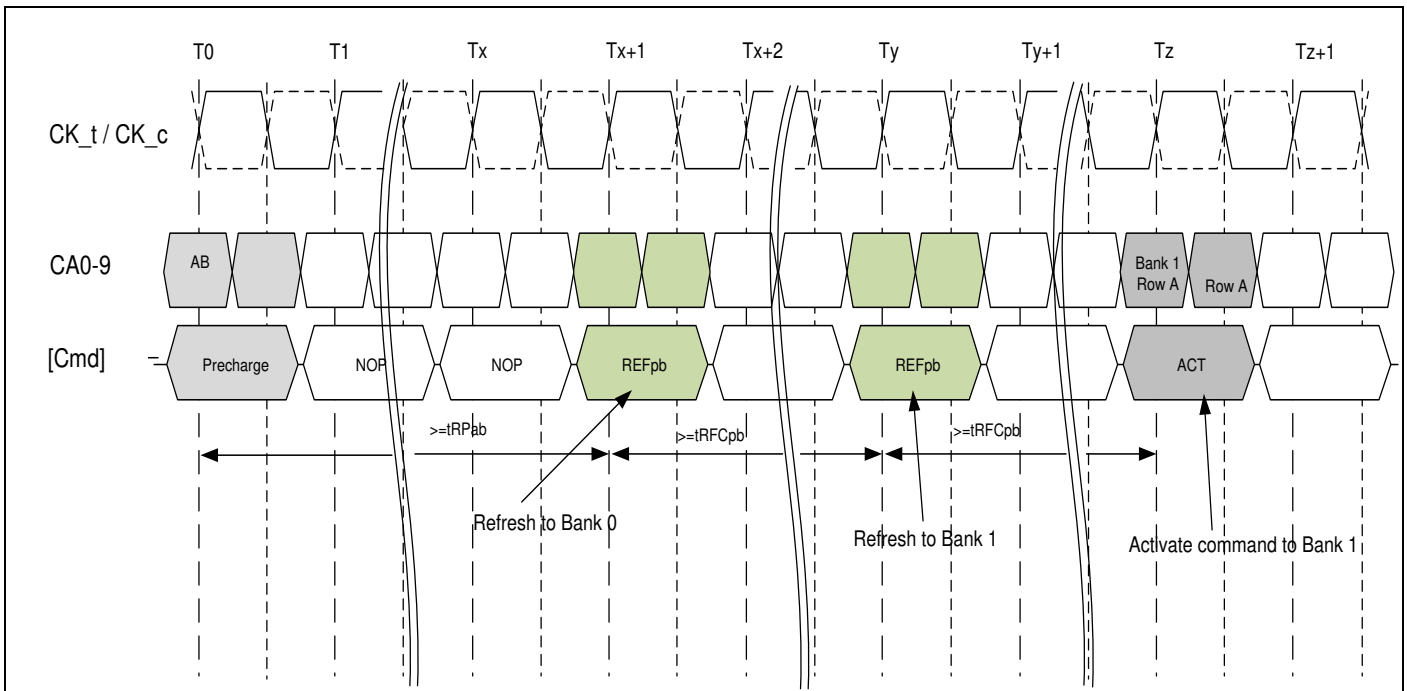 T0 T1 Tx Tx+1 Tx+2 Ty Ty+1 Tz Tz+1
CK_t / CK_c
CA0-9 AB Bank 1 Row A Row A
[Cmd] Precharge NOP NOP REFpb REFpb ACT
>=tRPab >=tRFCpb >=tRFCpb
Refresh to Bank 0
Refresh to Bank 1
Activate command to Bank 1